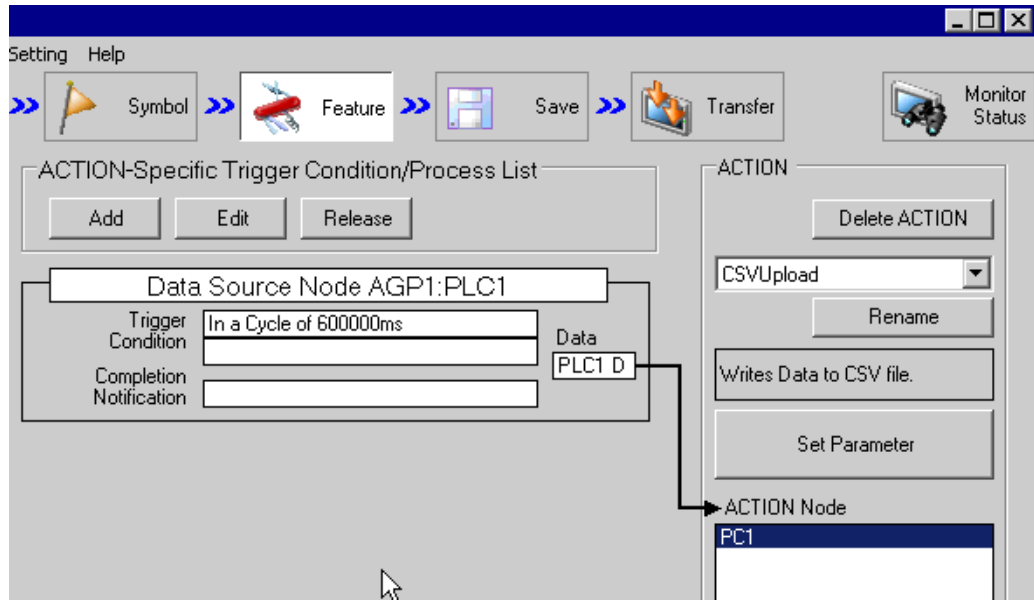 Setting Help
Symbol
Feature
Save
Transfer
Monitor
Status
ACTION-Specific Trigger Condition/Process List
Add
Edit
Release
Data Source Node AGP1:PLC1
Trigger
Condition
In a Cycle of 600000ms
Completion
Notification
Data
PLC1 D
ACTION
Delete ACTION
CSVUpload
Rename
Writes Data to CSV file.
Set Parameter
ACTION Node
PC1